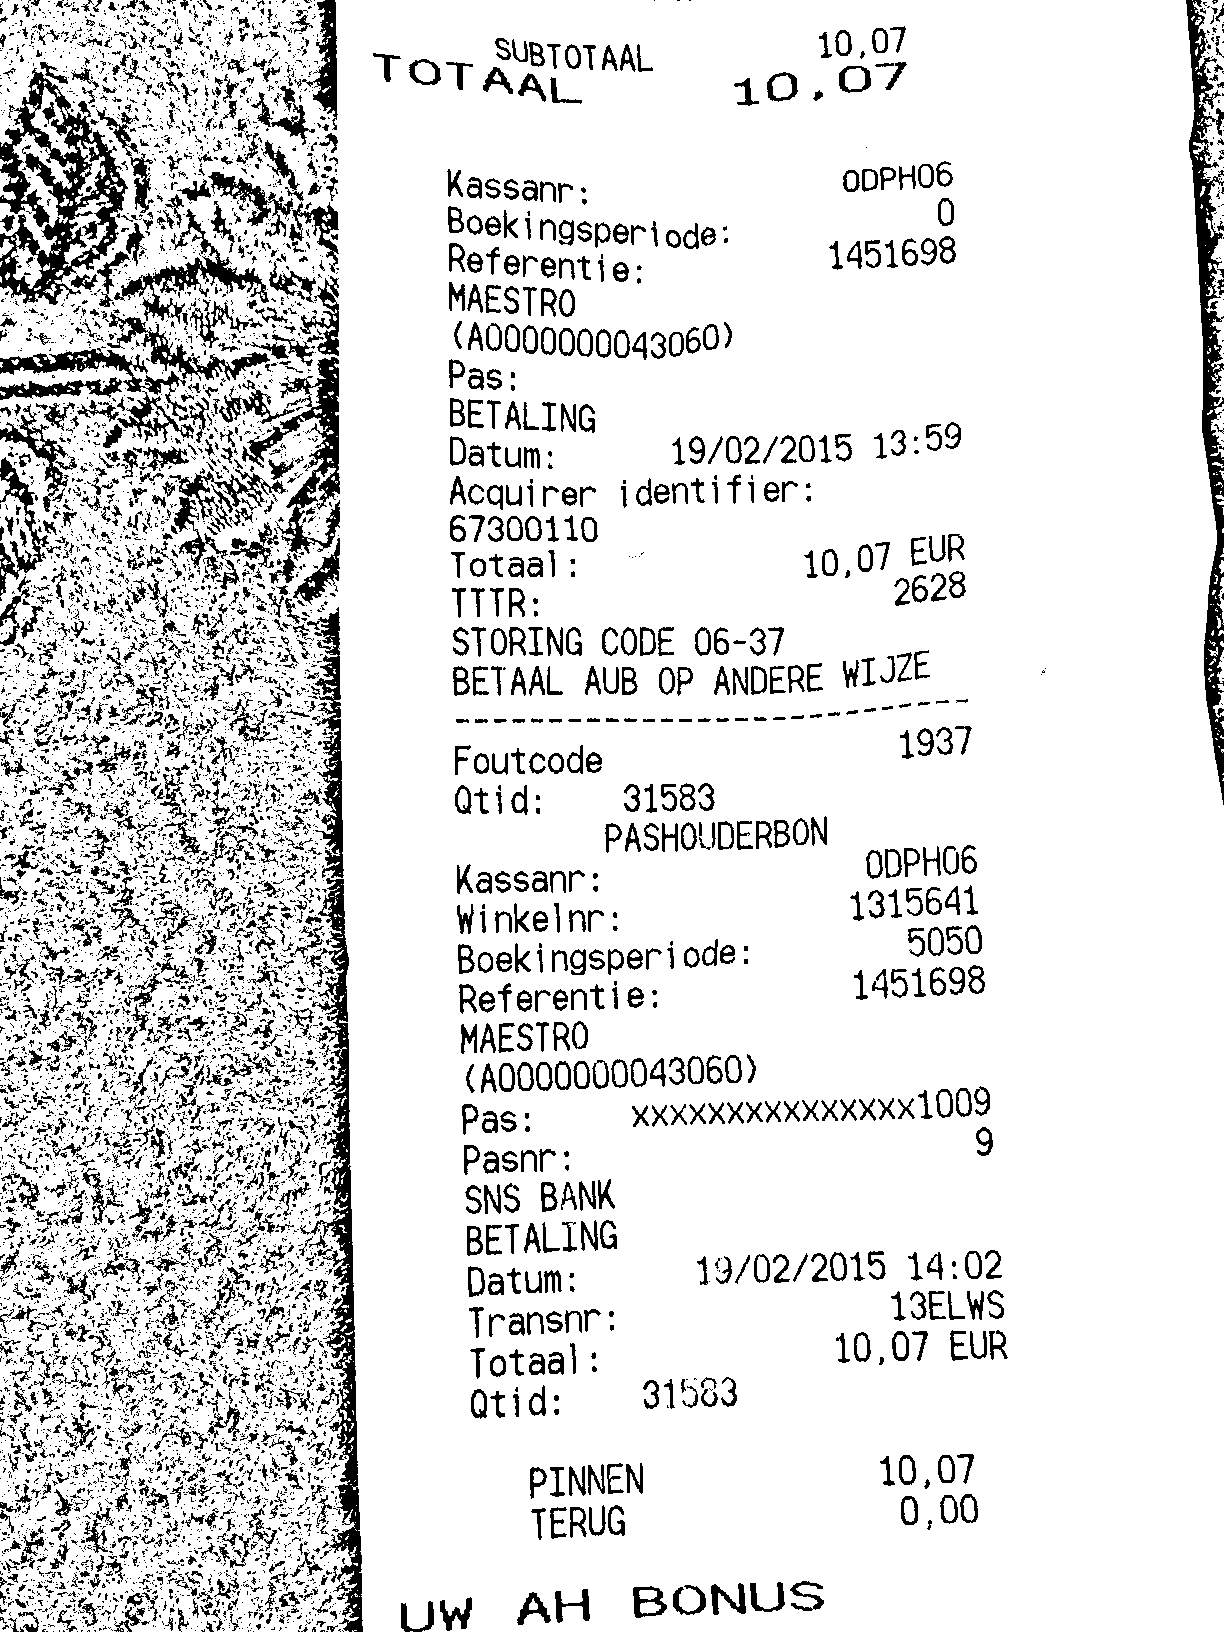 SUBTOTAAL 10,07
TOTAAL 10.07
Kassanr: ODPH06
Boekingsperiode: 0
Referentie: 1451698
MAESTRO
(A0000000043060)
Pas:
BETALING
Datum: 19/02/2015 13:59
Acquirer identifier:
67300110
Totaal: 10,07 EUR
TTTR: 2628
STORING CODE 06-37
BETAAL AUB OP ANDERE WIJZE
----------------------------
Foutcode 1937
Qtid: 31583
PASHOUDERBON
Kassanr: ODPH06
Winkelnr: 1315641
Boekingsperiode: 5050
Referentie: 1451698
MAESTRO
(A0000000043060)
Pas: xxxxxxxxxxxxxxx1009
Pasnr: 9
SNS BANK
BETALING
Datum: 19/02/2015 14:02
Transnr: 13ELWS
Totaal: 10,07 EUR
Qtid: 31583
PINNEN 10,07
TERUG 0,00
UW AH BONUS